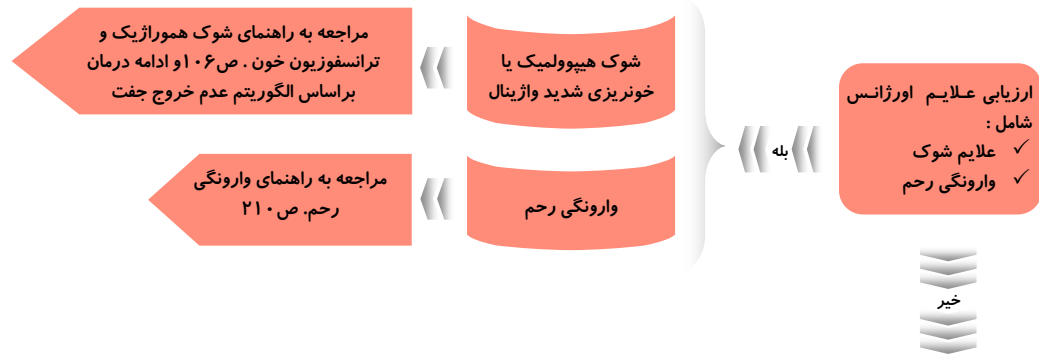 ارزیابی علایم اورژانس
شامل :
✓ علایم شوک
✓ وارونگی رحم
بله
شوک هیپوولمیک یا
خونریزی شدید واژینال
مراجعه به راهنمای شوک هموراژیک و
ترانسفوزیون خون . ص۱۰۶و ادامه درمان
براساس الگوریتم عدم خروج جفت
وارونگی رحم
مراجعه به راهنمای وارونگی
رحم. ص۲۱۰
خیر